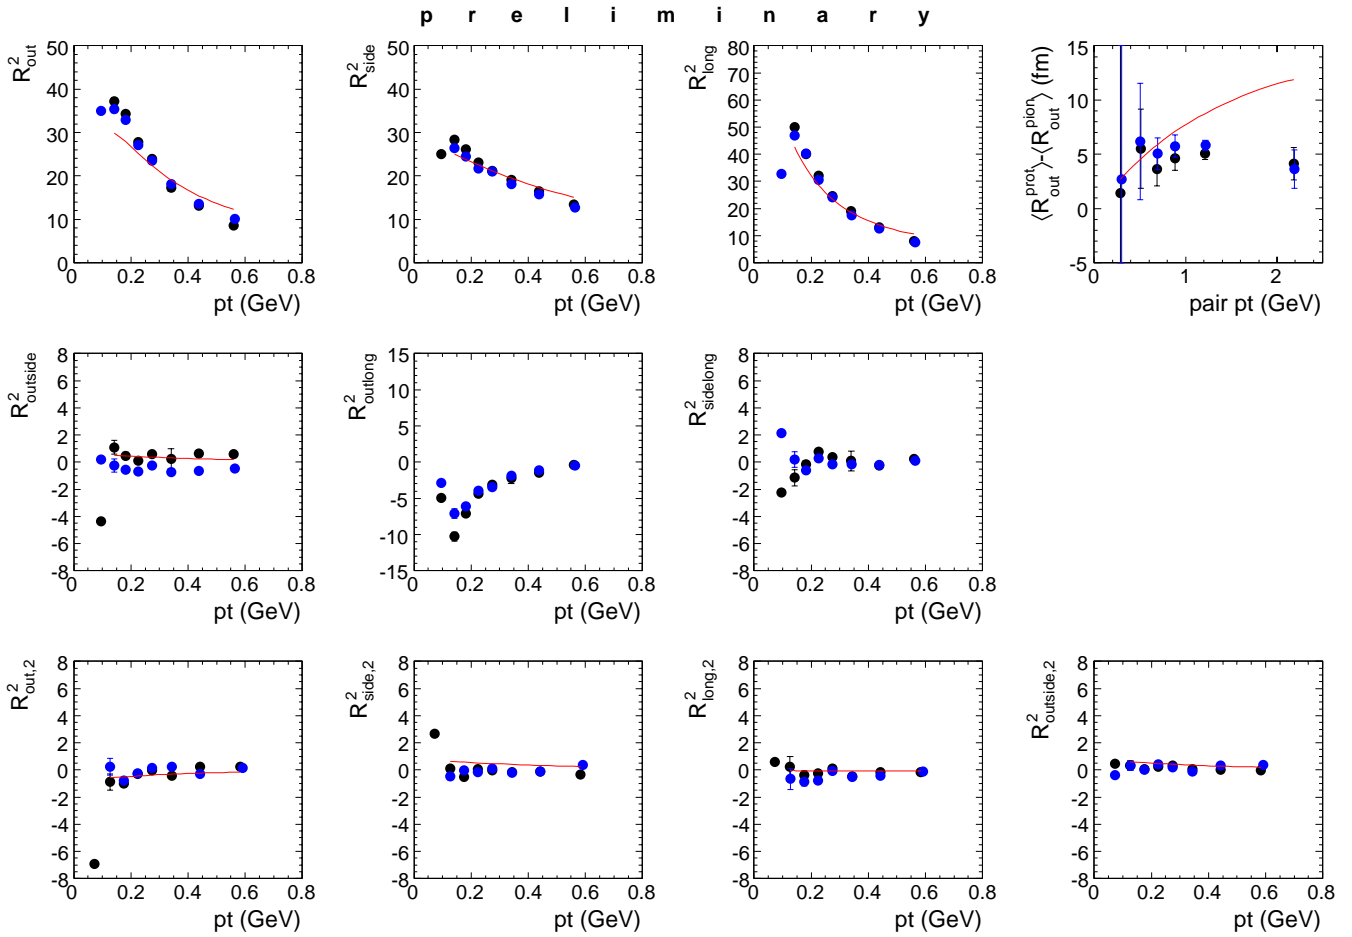 p r e l i m i n a r y
R²out
50
40
30
20
10
0
0 0.2 0.4 0.6 0.8
pt (GeV)
R²side
50
40
30
20
10
0
0 0.2 0.4 0.6 0.8
pt (GeV)
R²long
80
70
60
50
40
30
20
10
0
0 0.2 0.4 0.6 0.8
pt (GeV)
⟨R^prot_out⟩-⟨R^pion_out⟩ (fm)
15
10
5
0
-5
0 1 2
pair pt (GeV)
R²outside
8
6
4
2
0
-2
-4
-6
-8
0 0.2 0.4 0.6 0.8
pt (GeV)
R²outlong
15
10
5
0
-5
-10
-15
0 0.2 0.4 0.6 0.8
pt (GeV)
R²sidelong
8
6
4
2
0
-2
-4
-6
-8
0 0.2 0.4 0.6 0.8
pt (GeV)
R²out,2
8
6
4
2
0
-2
-4
-6
-8
0 0.2 0.4 0.6 0.8
pt (GeV)
R²side,2
8
6
4
2
0
-2
-4
-6
-8
0 0.2 0.4 0.6 0.8
pt (GeV)
R²long,2
8
6
4
2
0
-2
-4
-6
-8
0 0.2 0.4 0.6 0.8
pt (GeV)
R²outside,2
8
6
4
2
0
-2
-4
-6
-8
0 0.2 0.4 0.6 0.8
pt (GeV)